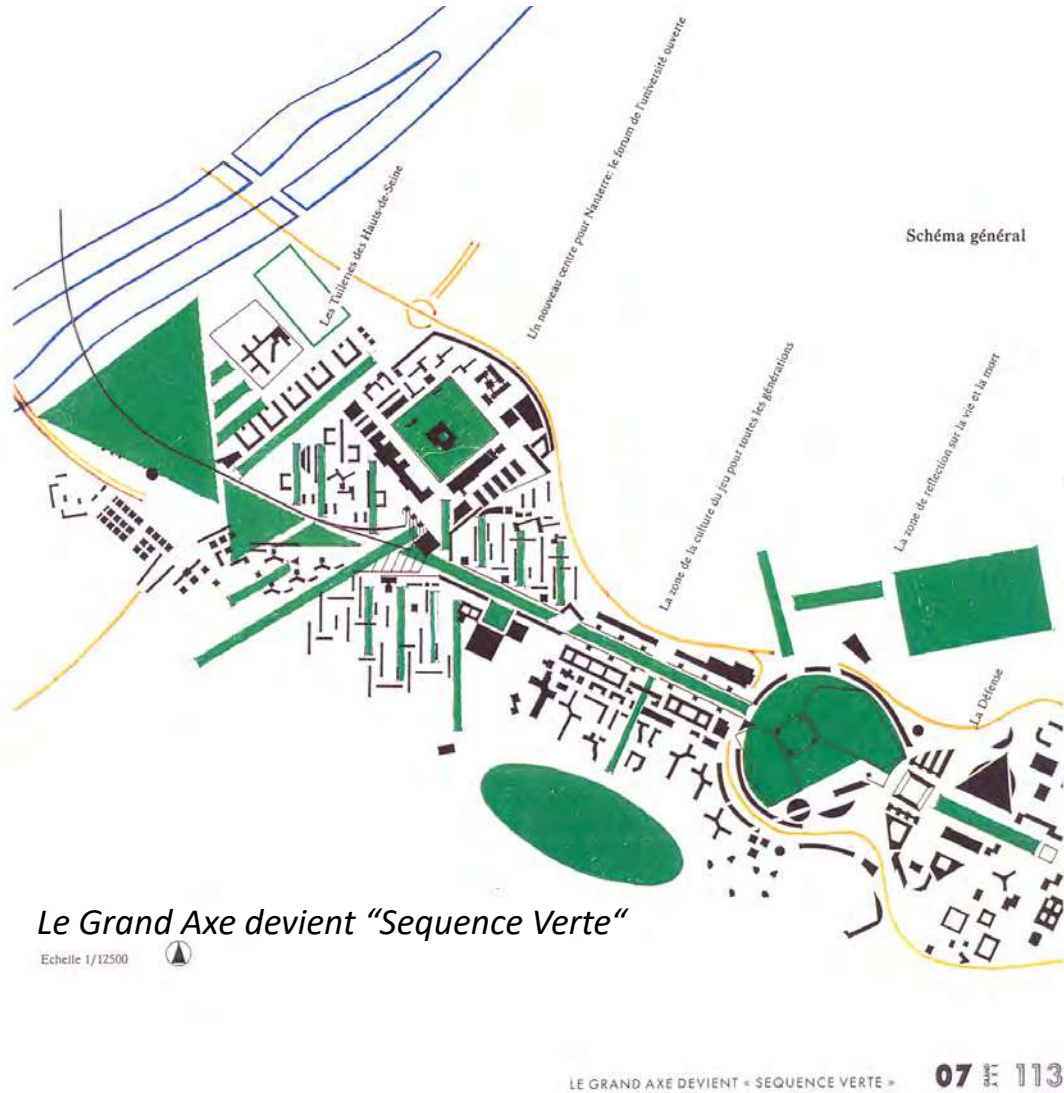 Les Tuileries des Hauts-de-Seine
Un nouveau centre pour Nanterre: le forum de l'université ouverte
Schéma général
La zone de la culture du jeu pour toutes les générations
La zone de reflection sur la vie et la mort
La Défense
Le Grand Axe devient “Sequence Verte“
Echelle 1/12500
LE GRAND AXE DEVIENT « SEQUENCE VERTE »
07 GRAND AXE 113